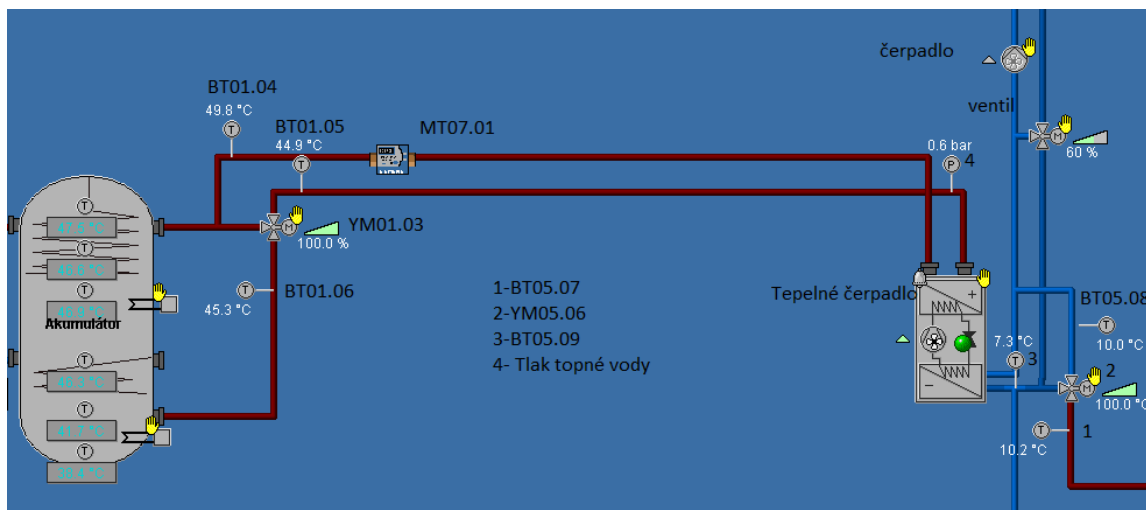 čerpadlo
BT01.04
49.8 °C
BT01.05
44.9 °C
MT07.01
ventil
0.6 bar
4
60 %
YM01.03
100.0 %
BT01.06
45.3 °C
Akumulátor
1-BT05.07
2-YM05.06
3-BT05.09
4- Tlak topné vody
Tepelné čerpadlo
BT05.08
10.0 °C
7.3 °C
3
2
100.0 °C
1
10.2 °C
T
T
T
T
T
T
T
T
T
T
T
T
P
M
M
M
+
−